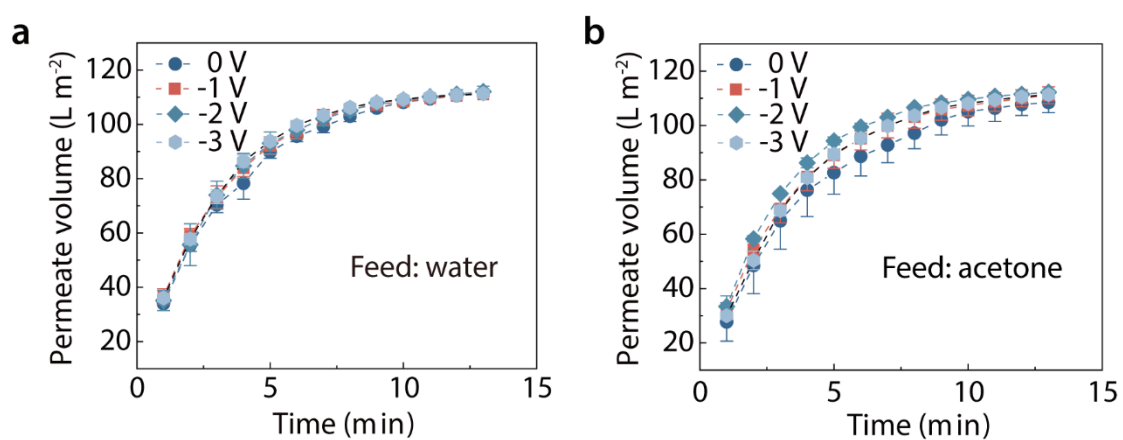 a
Permeate volume (L m⁻²)
120
100
80
60
40
20
0 V
-1 V
-2 V
-3 V
Feed: water
0
5
10
15
Time (min)
b
Permeate volume (L m⁻²)
120
100
80
60
40
20
0 V
-1 V
-2 V
-3 V
Feed: acetone
0
5
10
15
Time (min)